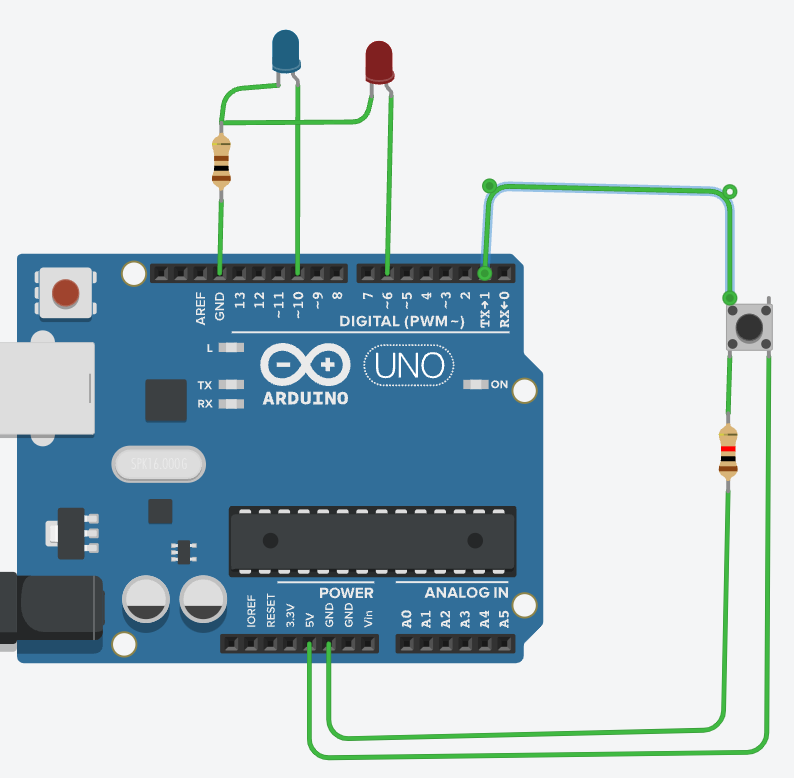 AREF
GND
13
12
~11
~10
~9
8
7
~6
~5
4
~3
2
TX→1
RX←0
DIGITAL (PWM~)
L
TX
RX
UNO
ARDUINO
ON
SPK16.000G
POWER
ANALOG IN
IOREF
RESET
3.3V
5V
GND
GND
Vin
A0
A1
A2
A3
A4
A5